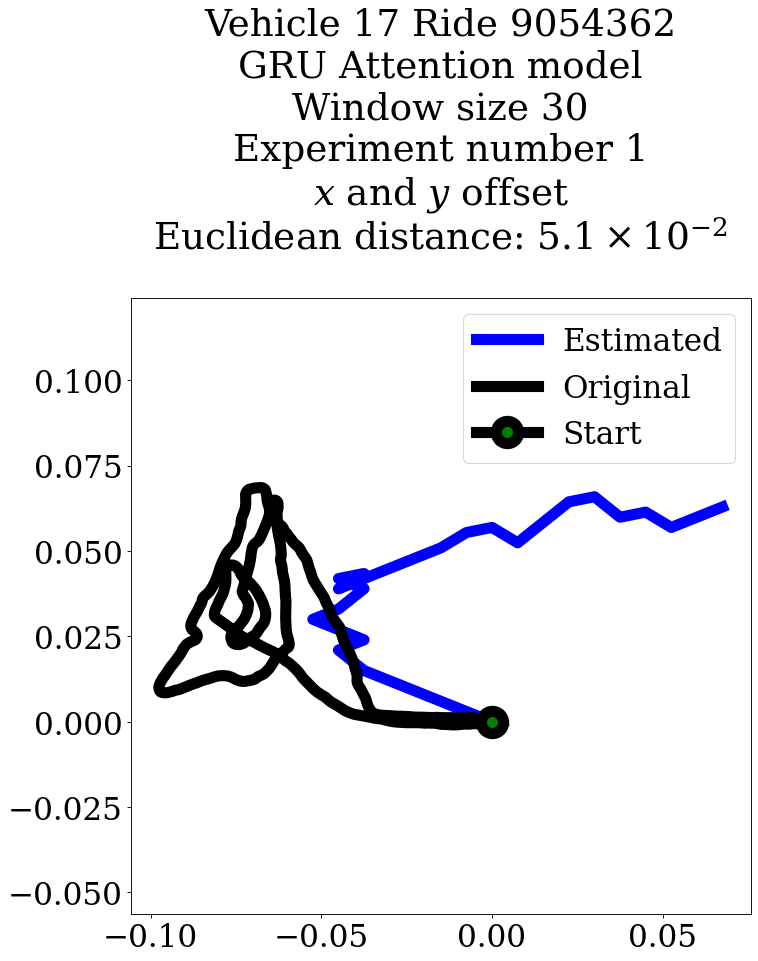 Vehicle 17 Ride 9054362
GRU Attention model
Window size 30
Experiment number 1
x and y offset
Euclidean distance: 5.1 × 10⁻²
Estimated
Original
Start
0.100
0.075
0.050
0.025
0.000
−0.025
−0.050
−0.10 −0.05 0.00 0.05